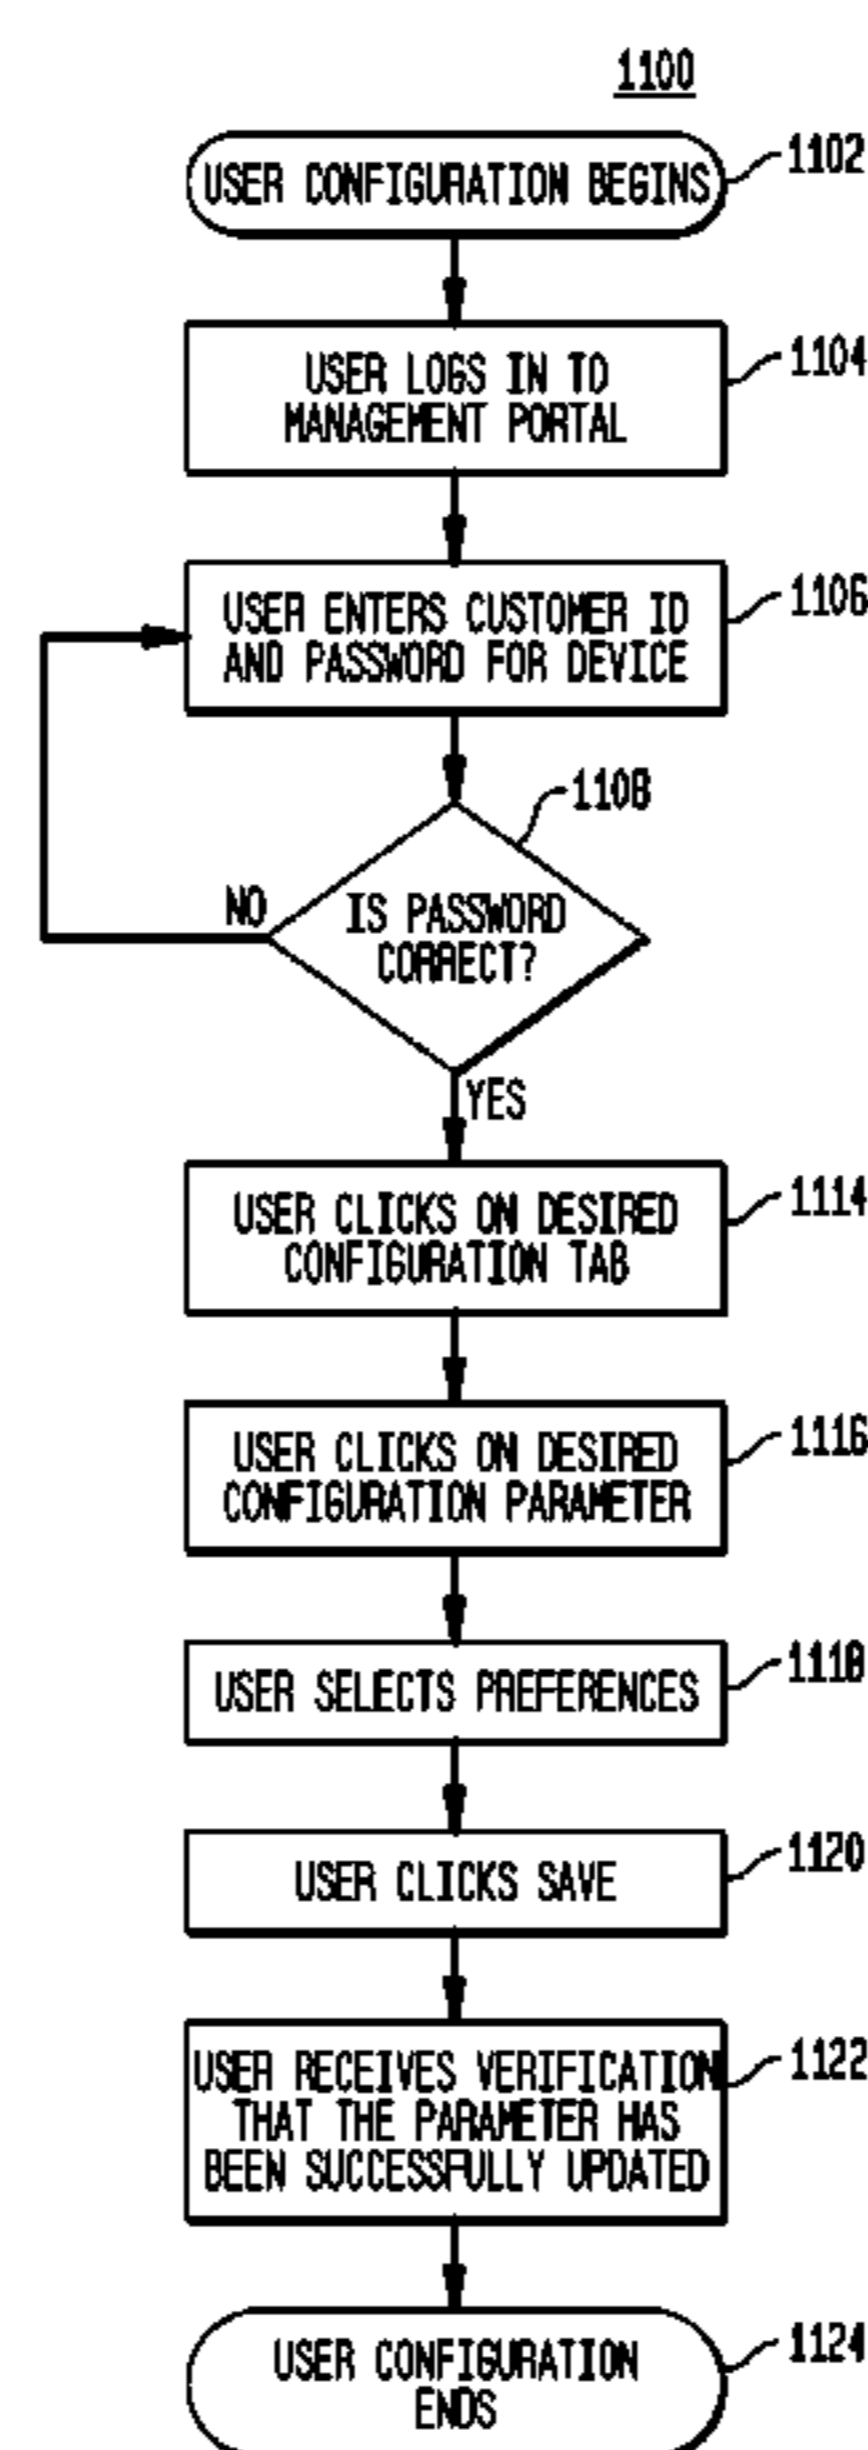 1100
USER CONFIGURATION BEGINS
1102
USER LOGS IN TO
MANAGEMENT PORTAL
1104
USER ENTERS CUSTOMER ID
AND PASSWORD FOR DEVICE
1106
1108
NO
IS PASSWORD
CORRECT?
YES
USER CLICKS ON DESIRED
CONFIGURATION TAB
1114
USER CLICKS ON DESIRED
CONFIGURATION PARAMETER
1116
USER SELECTS PREFERENCES
1118
USER CLICKS SAVE
1120
USER RECEIVES VERIFICATION
THAT THE PARAMETER HAS
BEEN SUCCESSFULLY UPDATED
1122
USER CONFIGURATION
ENDS
1124